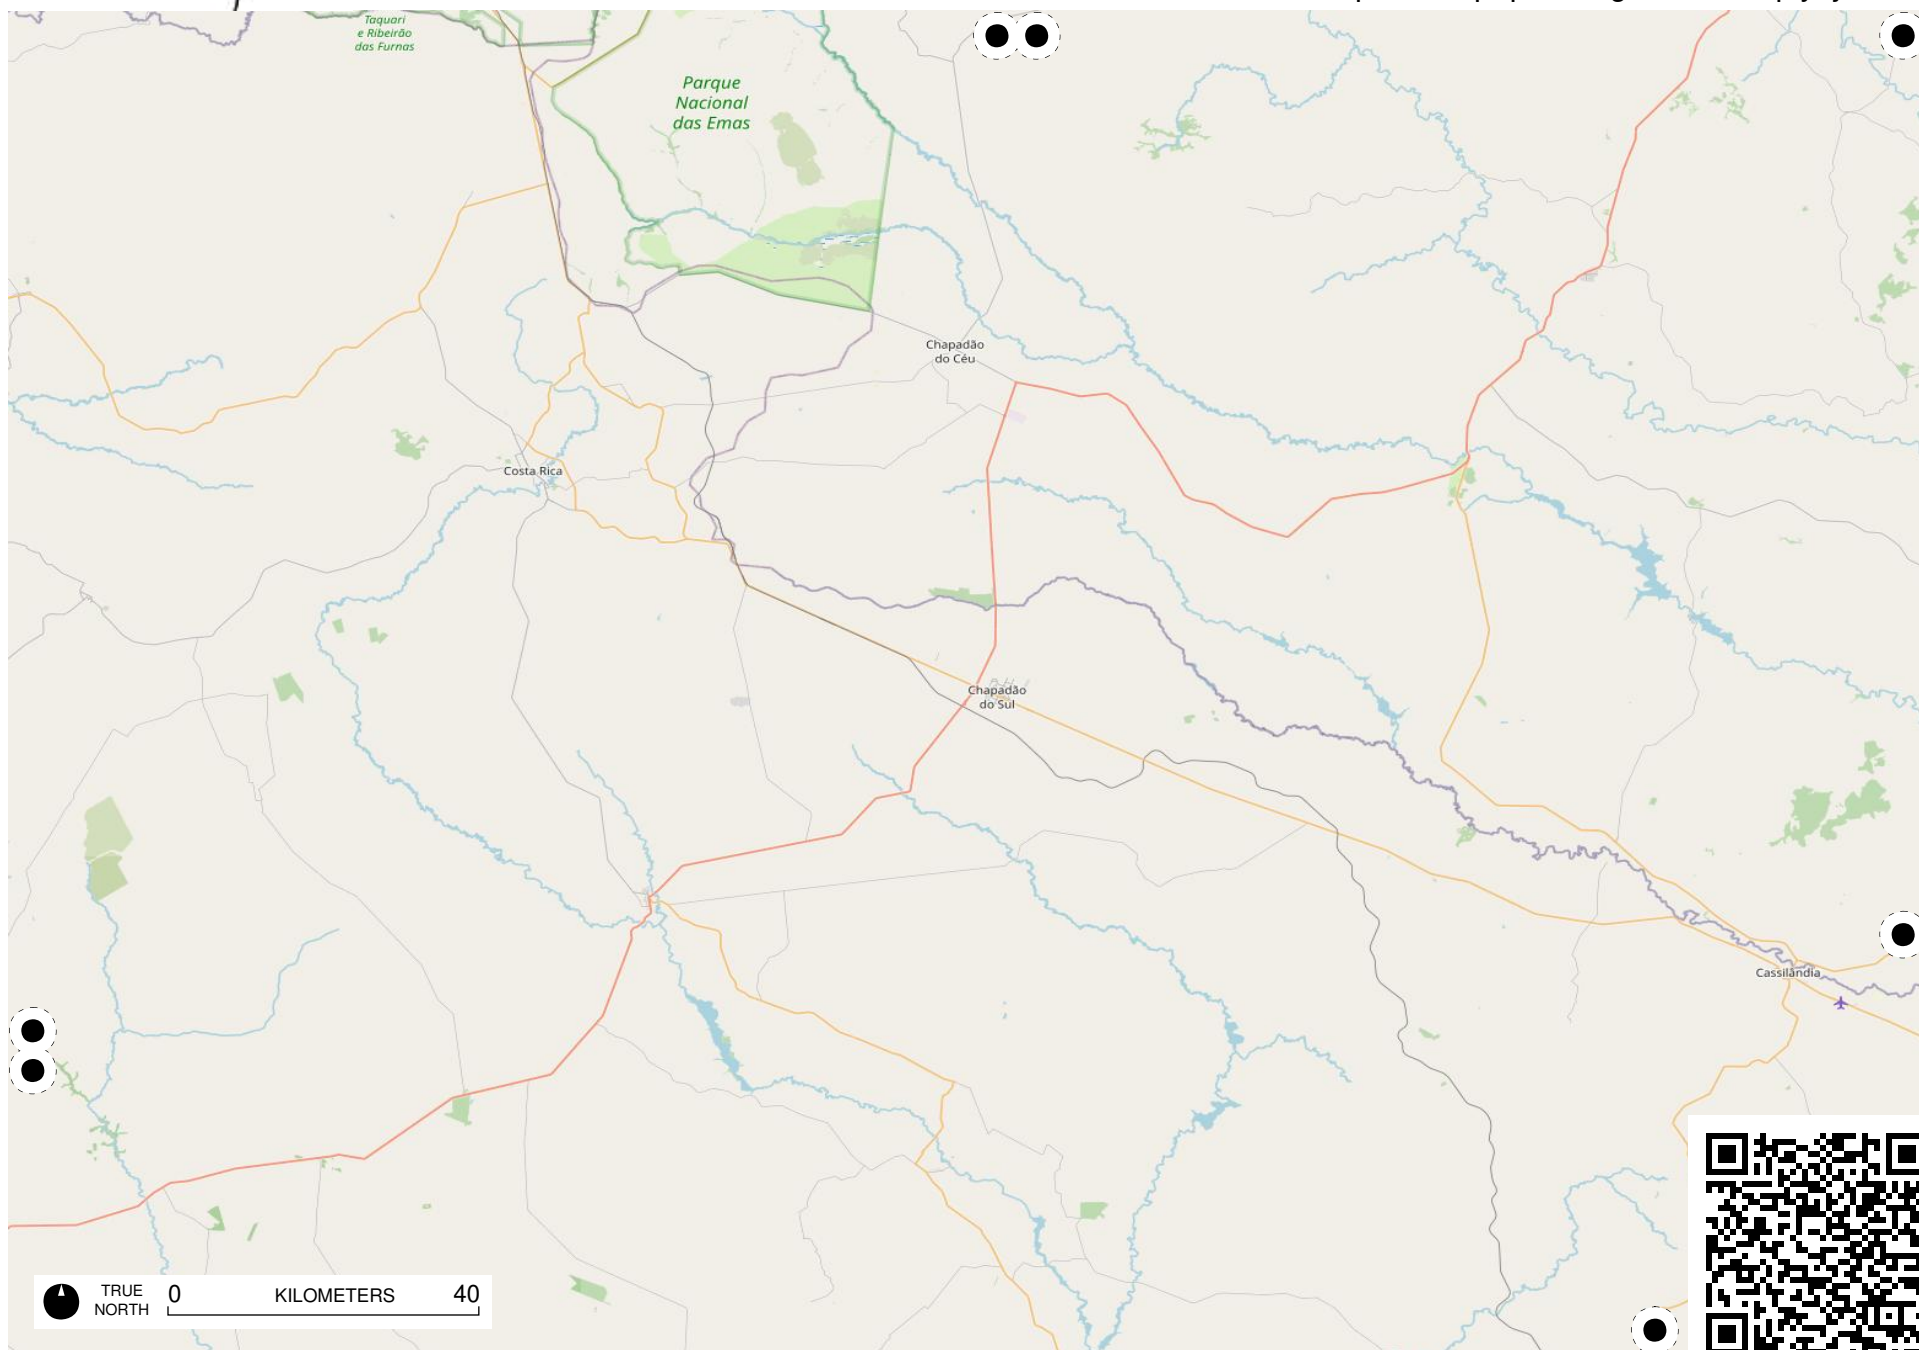 Taquari
e Ribeirão
das Furnas
Parque
Nacional
das Emas
Chapadão
do Céu
Costa Rica
Chapadão
do Sul
Cassilândia
TRUE
NORTH
0 KILOMETERS 40